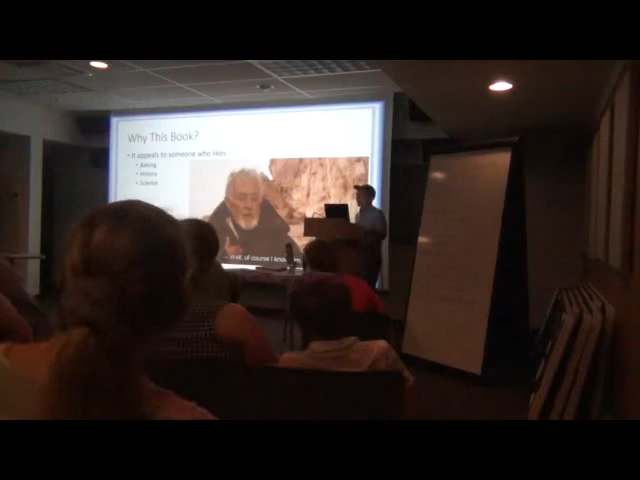 Why This Book?
• It appeals to someone who likes
• Baking
• History
• Science
of course I know